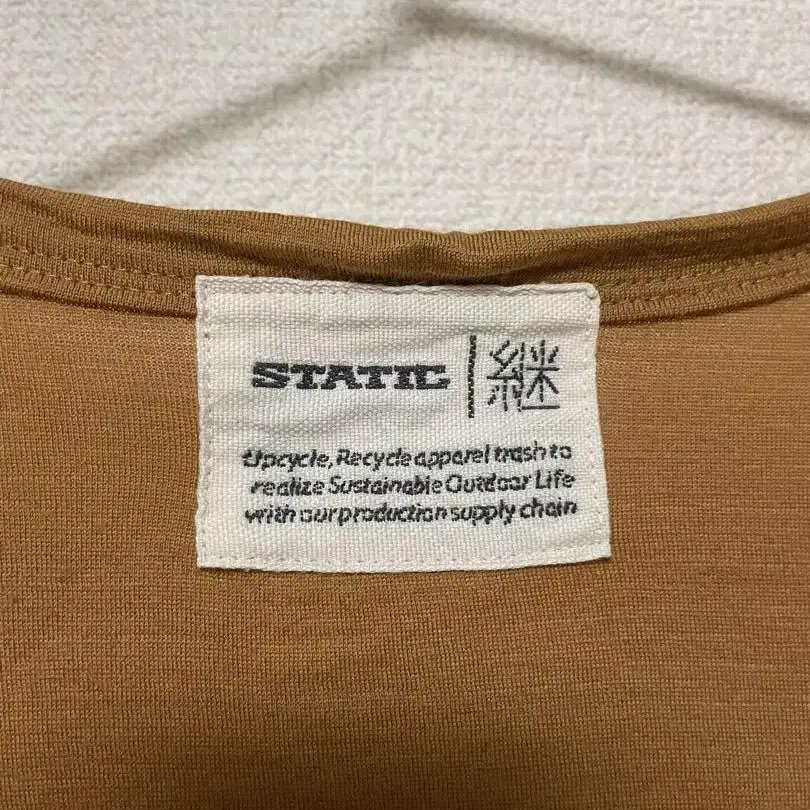 STATIC | 継
Upcycle, Recycle apparel trash to
realize Sustainable Outdoor Life
with our production supply chain